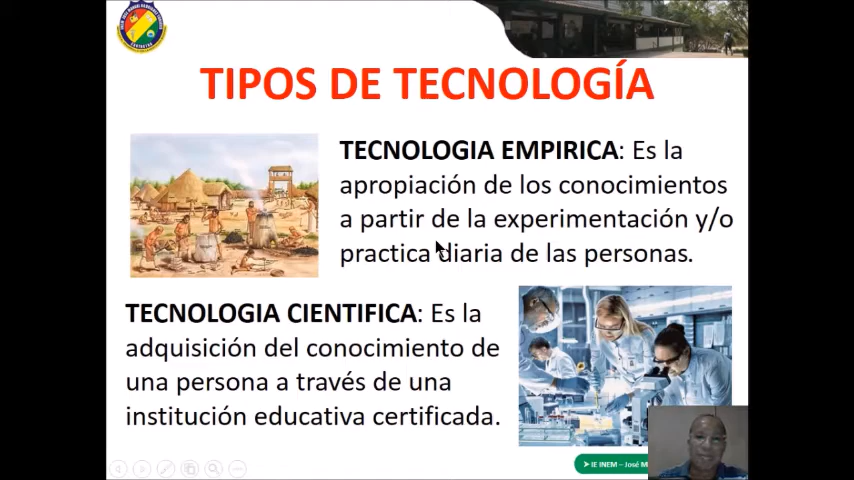 TIPOS DE TECNOLOGÍA
TECNOLOGIA EMPIRICA: Es la
apropiación de los conocimientos
a partir de la experimentación y/o
practica diaria de las personas.
TECNOLOGIA CIENTIFICA: Es la
adquisición del conocimiento de
una persona a través de una
institución educativa certificada.
IE INEM – José M